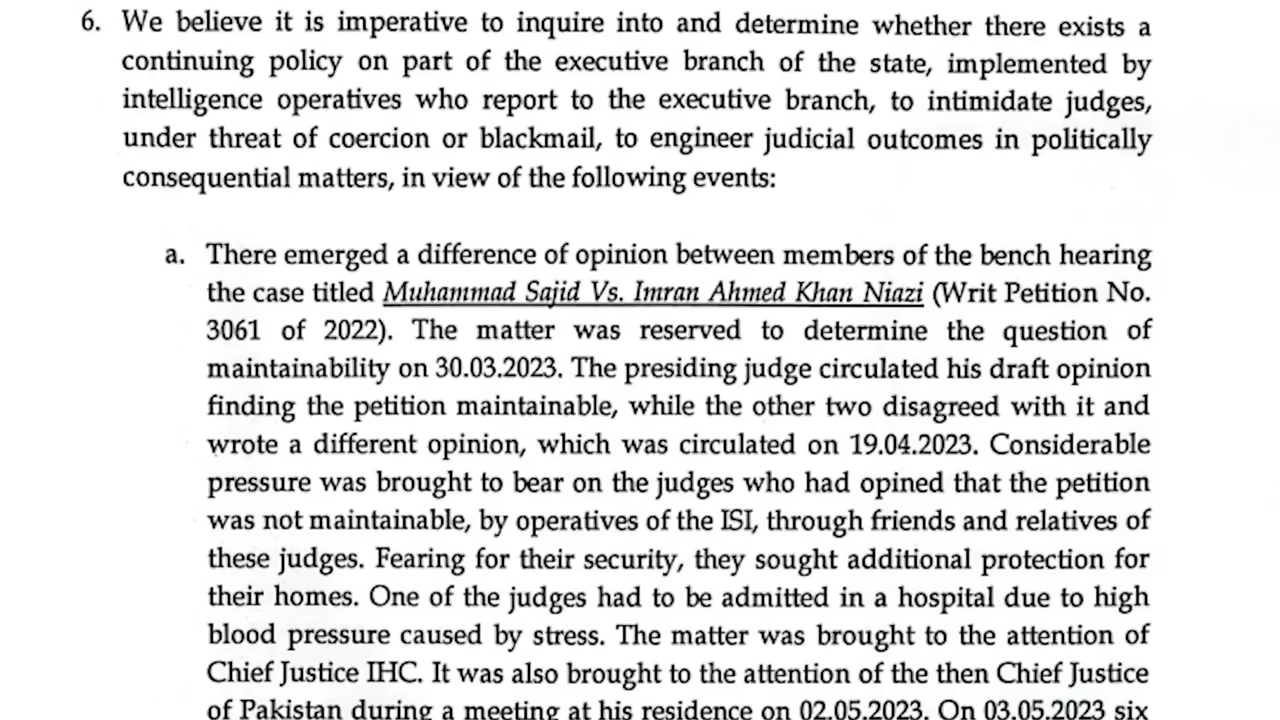 6. We believe it is imperative to inquire into and determine whether there exists a
continuing policy on part of the executive branch of the state, implemented by
intelligence operatives who report to the executive branch, to intimidate judges,
under threat of coercion or blackmail, to engineer judicial outcomes in politically
consequential matters, in view of the following events:
a. There emerged a difference of opinion between members of the bench hearing
the case titled Muhammad Sajid Vs. Imran Ahmed Khan Niazi (Writ Petition No.
3061 of 2022). The matter was reserved to determine the question of
maintainability on 30.03.2023. The presiding judge circulated his draft opinion
finding the petition maintainable, while the other two disagreed with it and
wrote a different opinion, which was circulated on 19.04.2023. Considerable
pressure was brought to bear on the judges who had opined that the petition
was not maintainable, by operatives of the ISI, through friends and relatives of
these judges. Fearing for their security, they sought additional protection for
their homes. One of the judges had to be admitted in a hospital due to high
blood pressure caused by stress. The matter was brought to the attention of
Chief Justice IHC. It was also brought to the attention of the then Chief Justice
of Pakistan during a meeting at his residence on 02.05.2023. On 03.05.2023 six